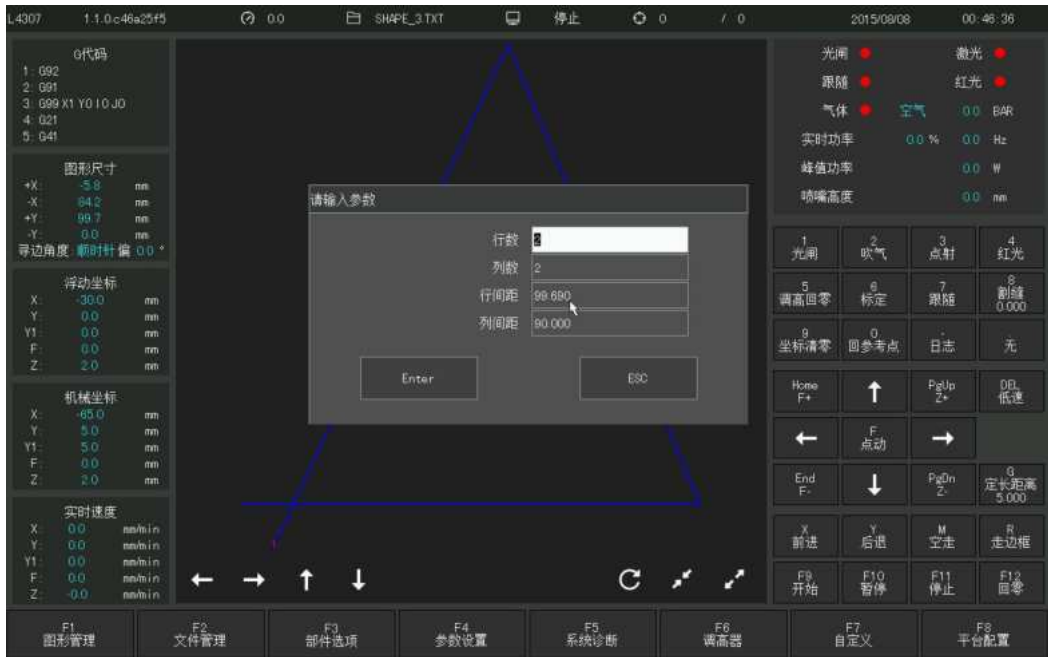 L4307 1.1.0.c46a25f5 0.0 SHAPE_3.TXT 停止 0 / 0 2015/08/08 00:46:36
G代码
1: G92
2: G91
3: G99 X1 Y0 I0 J0
4: G21
5: G41
图形尺寸
+X: -5.8 mm
-X: 84.2 mm
+Y: 99.7 mm
-Y: 0.0 mm
寻边角度:顺时针偏 0.0 °
浮动坐标
X: -30.0 mm
Y: 0.0 mm
Y1: 0.0 mm
F: 0.0 mm
Z: 2.0 mm
机械坐标
X: -65.0 mm
Y: 5.0 mm
Y1: 5.0 mm
F: 0.0 mm
Z: 2.0 mm
实时速度
X: 0.0 mm/min
Y: 0.0 mm/min
Y1: 0.0 mm/min
F: 0.0 mm/min
Z: -0.0 mm/min
请输入参数
行数 2
列数 2
行间距 99.690
列间距 90.000
Enter ESC
光闸 激光
跟随 红光
气体 空气 0.0 BAR
实时功率 0.0 % 0.0 Hz
峰值功率 0.0 W
喷嘴高度 0.0 mm
1 2 3 4
光闸 吹气 点射 红光
5 6 7 8
调高回零 标定 跟随 割缝
0.000
9 0 -
坐标清零 回参考点 日志 无
Home PgUp DEL
F+ Z+ 低速
F
点动
End PgDn G
F- Z- 定长距离
5.000
X Y M R
前进 后退 空走 走边框
F9 F10 F11 F12
开始 暂停 停止 回零
F1 F2 F3 F4 F5 F6 F7 F8
图形管理 文件管理 部件选项 参数设置 系统诊断 调高器 自定义 平台配置